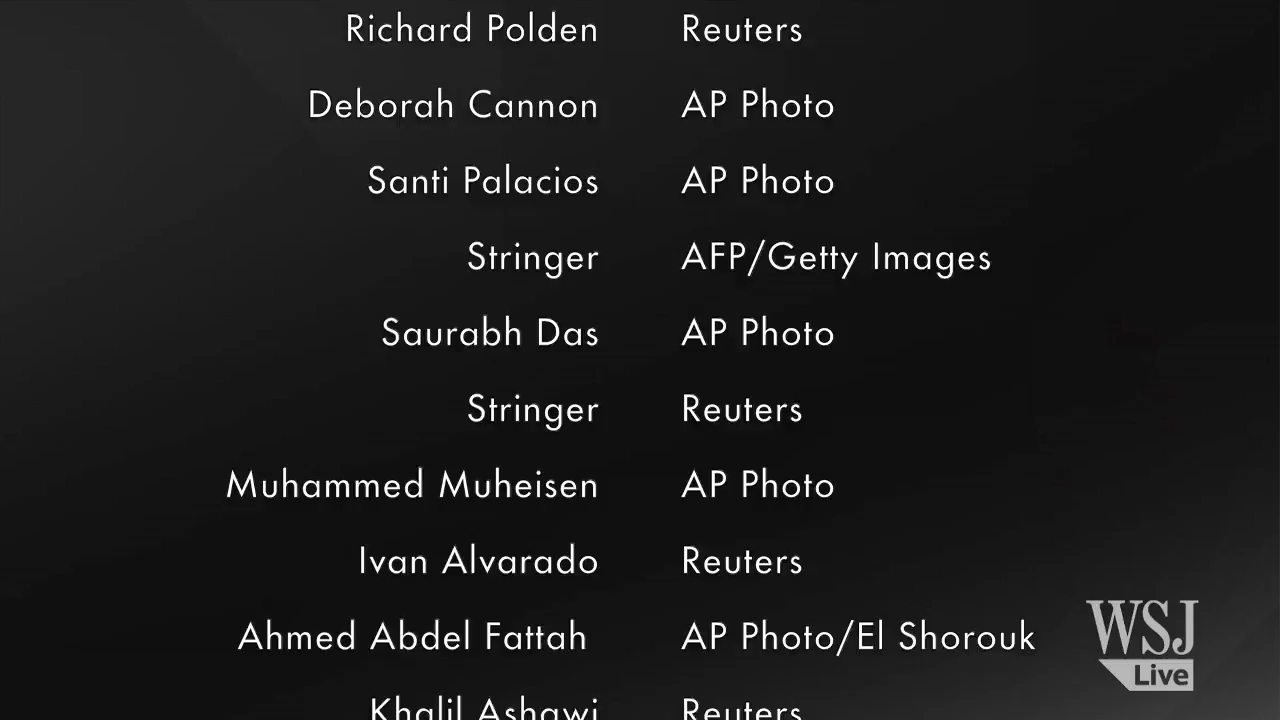 Richard Polden Reuters
Deborah Cannon AP Photo
Santi Palacios AP Photo
Stringer AFP/Getty Images
Saurabh Das AP Photo
Stringer Reuters
Muhammed Muheisen AP Photo
Ivan Alvarado Reuters
Ahmed Abdel Fattah AP Photo/El Shorouk
Khalil Ashawi Reuters
WSJ
Live